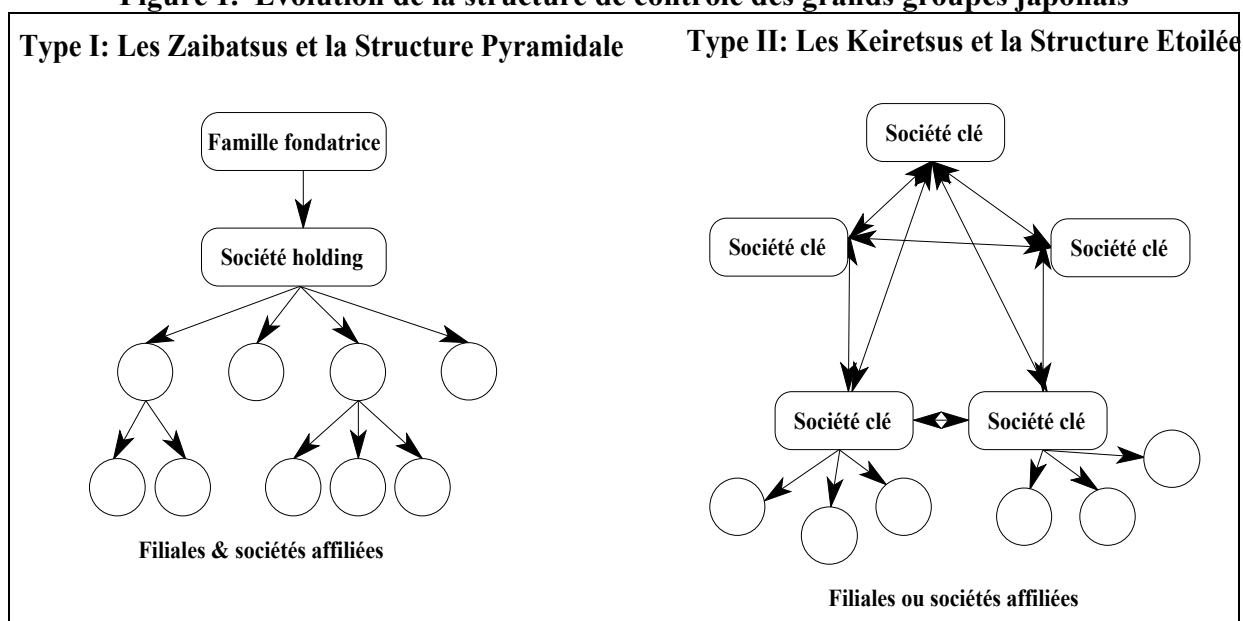 Figure 1. Evolution de la structure de contrôle des grands groupes japonais
Type I: Les Zaibatsus et la Structure Pyramidale
Famille fondatrice
Société holding
Filiales & sociétés affiliées
Type II: Les Keiretsus et la Structure Etoilée
Société clé
Société clé
Société clé
Société clé
Société clé
Filiales ou sociétés affiliées